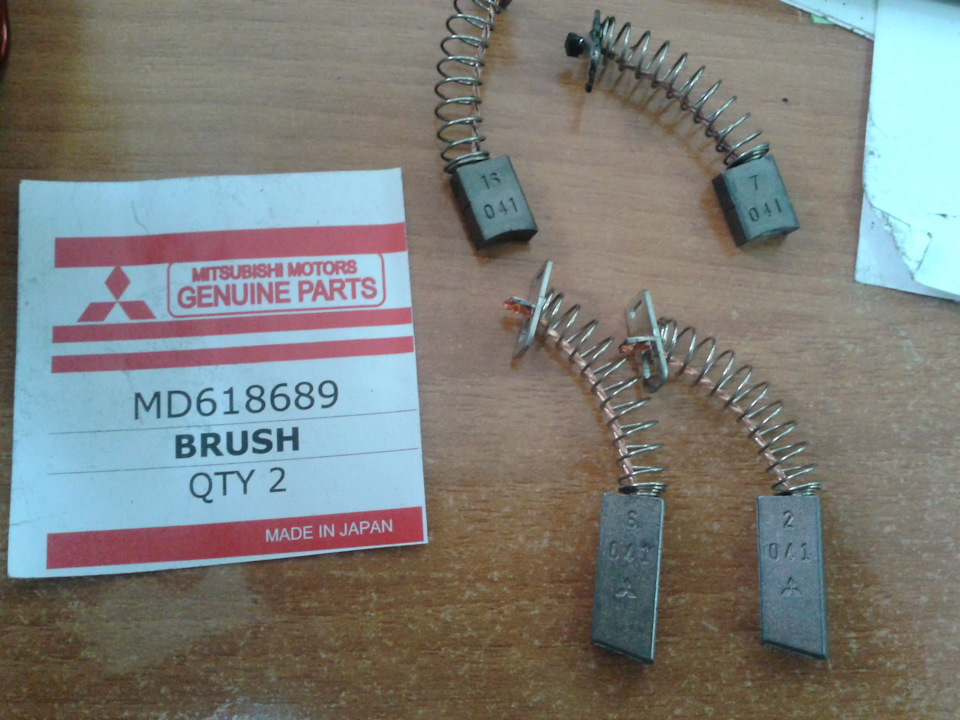 MITSUBISHI MOTORS
GENUINE PARTS
MD618689
BRUSH
QTY 2
MADE IN JAPAN
041
7
041
041
2
041